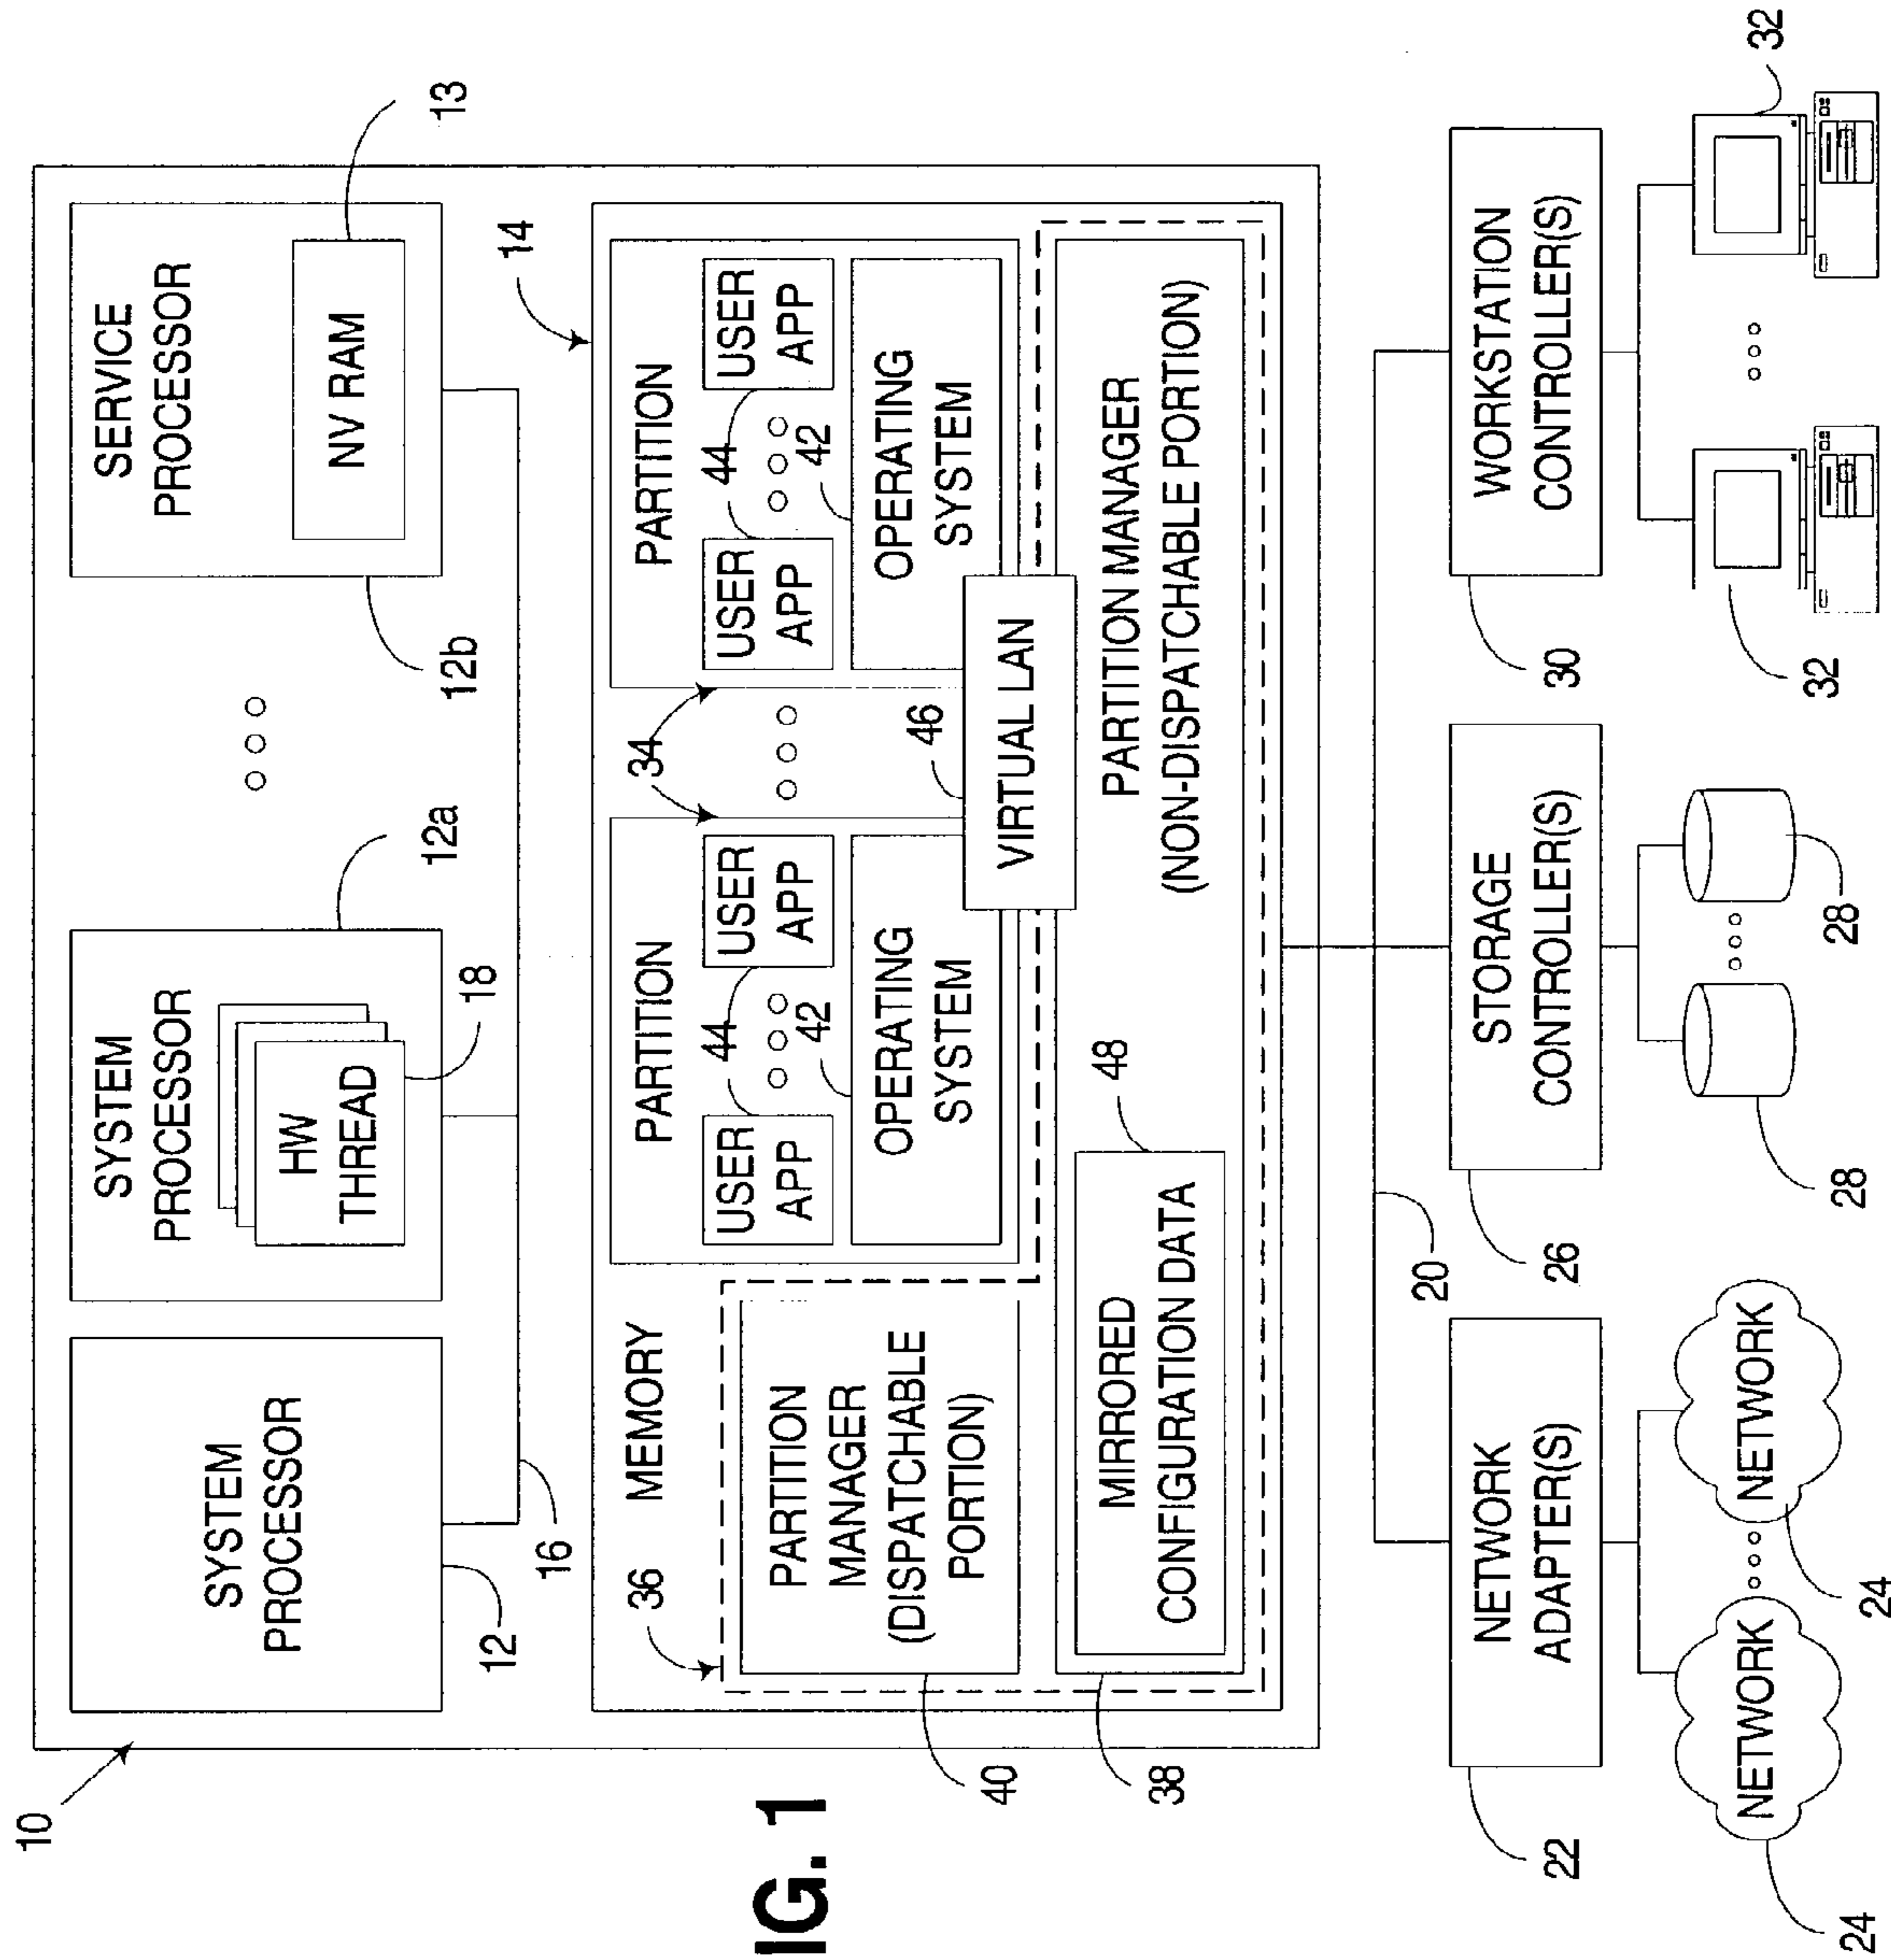 10
SYSTEM
PROCESSOR
12
SYSTEM
PROCESSOR
HW
THREAD
18
12a
SERVICE
PROCESSOR
NV RAM
13
12b
16
14
36
MEMORY
PARTITION
MANAGER
(DISPATCHABLE
PORTION)
40
PARTITION
USER
APP
44
USER
APP
42
OPERATING
SYSTEM
34
PARTITION
USER
APP
44
USER
APP
42
OPERATING
SYSTEM
46
VIRTUAL LAN
PARTITION MANAGER
(NON-DISPATCHABLE PORTION)
MIRRORED
CONFIGURATION DATA
48
38
20
NETWORK
ADAPTER(S)
22
NETWORK
24
NETWORK
24
STORAGE
CONTROLLER(S)
26
28
28
WORKSTATION
CONTROLLER(S)
30
32
32
IG. 1